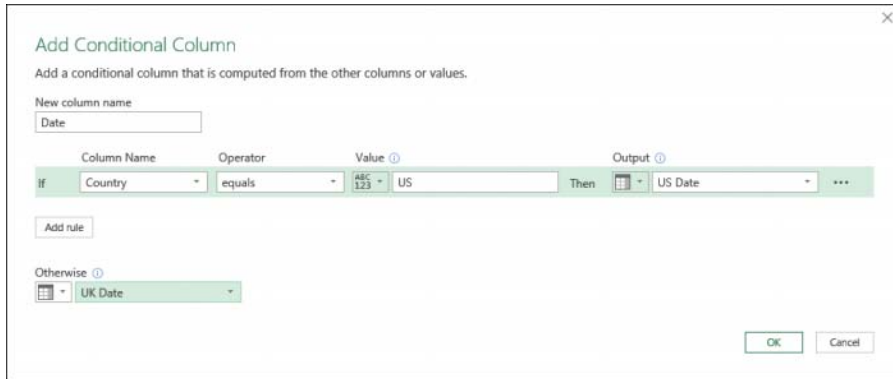 Add Conditional Column
Add a conditional column that is computed from the other columns or values.
New column name
Date
Column Name Operator Value Output
If Country equals ABC 123 US Then US Date ...
Add rule
Otherwise
UK Date
OK Cancel